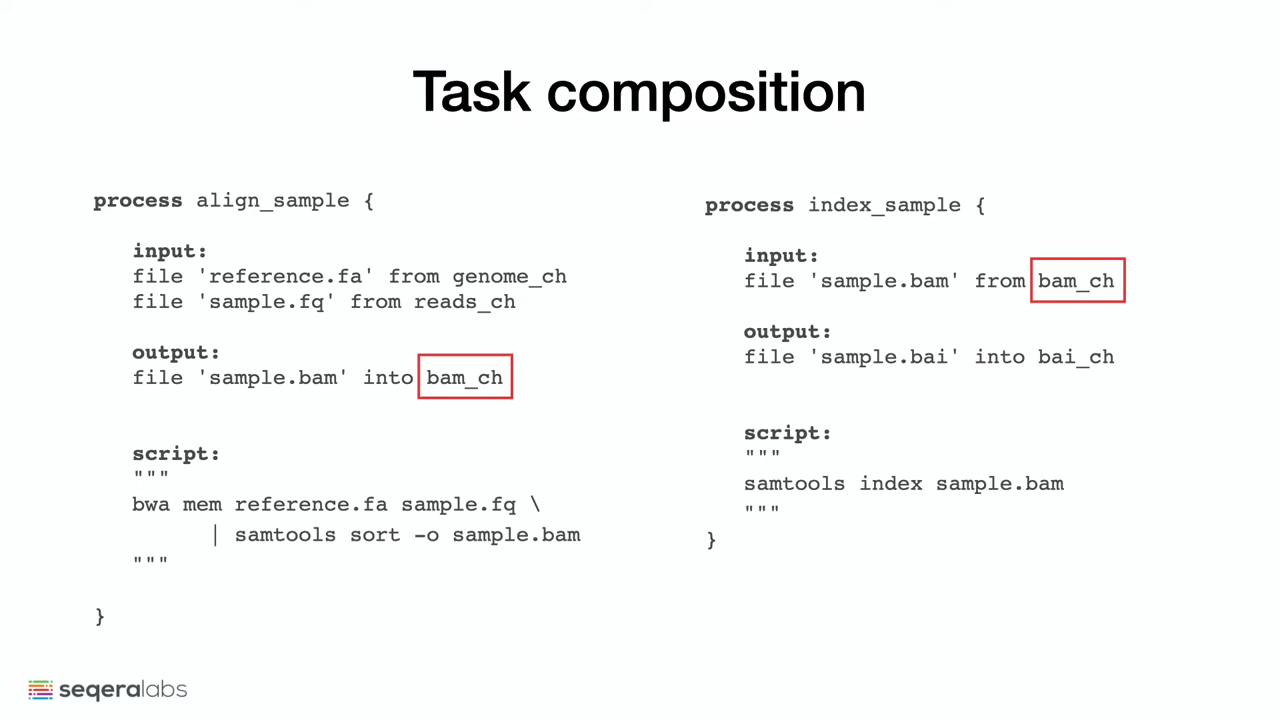 Task composition
process align_sample {
input:
file 'reference.fa' from genome_ch
file 'sample.fq' from reads_ch
output:
file 'sample.bam' into bam_ch
script:
"""
bwa mem reference.fa sample.fq \
| samtools sort -o sample.bam
"""
}
process index_sample {
input:
file 'sample.bam' from bam_ch
output:
file 'sample.bai' into bai_ch
script:
"""
samtools index sample.bam
"""
}
seqeralabs